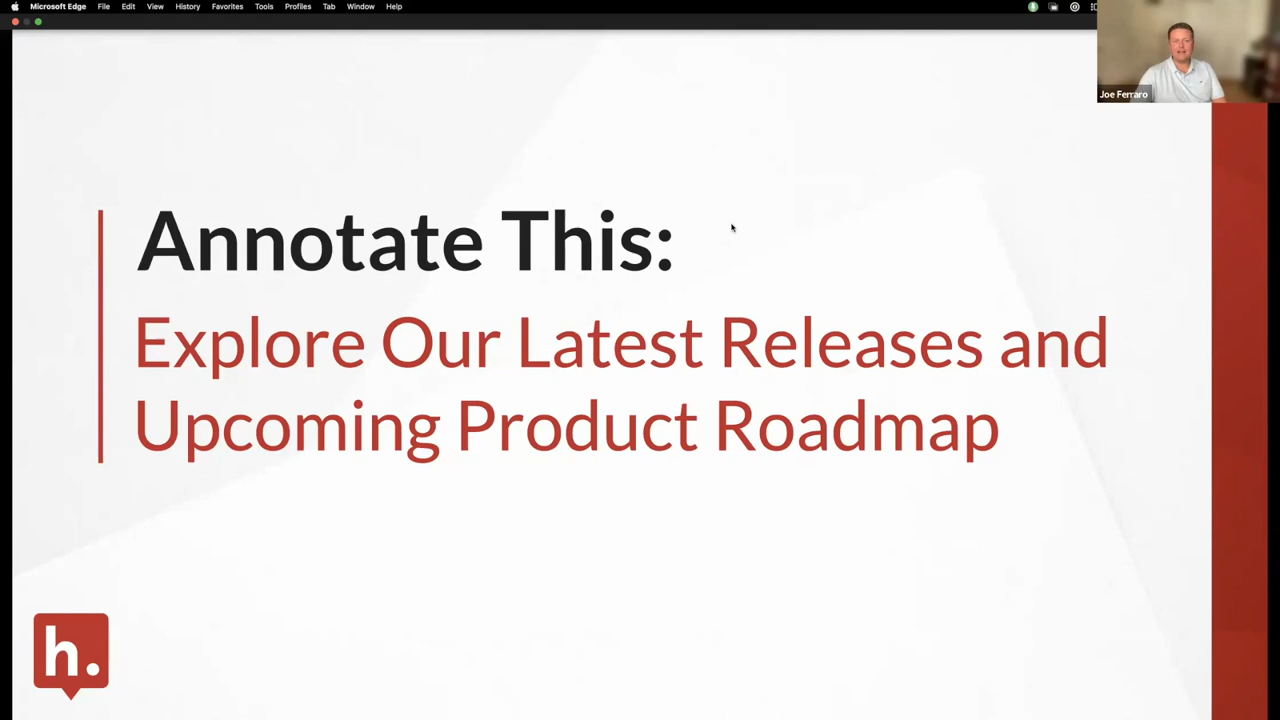 Microsoft Edge File Edit View History Favorites Tools Profiles Tab Window Help
Joe Ferraro
Annotate This:
Explore Our Latest Releases and
Upcoming Product Roadmap
h.